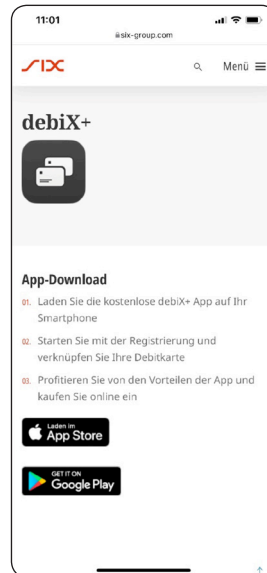 11:01
six-group.com
SIX
Menü
debiX+
App-Download
01. Laden Sie die kostenlose debiX+ App auf Ihr
Smartphone
02. Starten Sie mit der Registrierung und
verknüpfen Sie Ihre Debitkarte
03. Profitieren Sie von den Vorteilen der App und
kaufen Sie online ein
Laden im
App Store
GET IT ON
Google Play